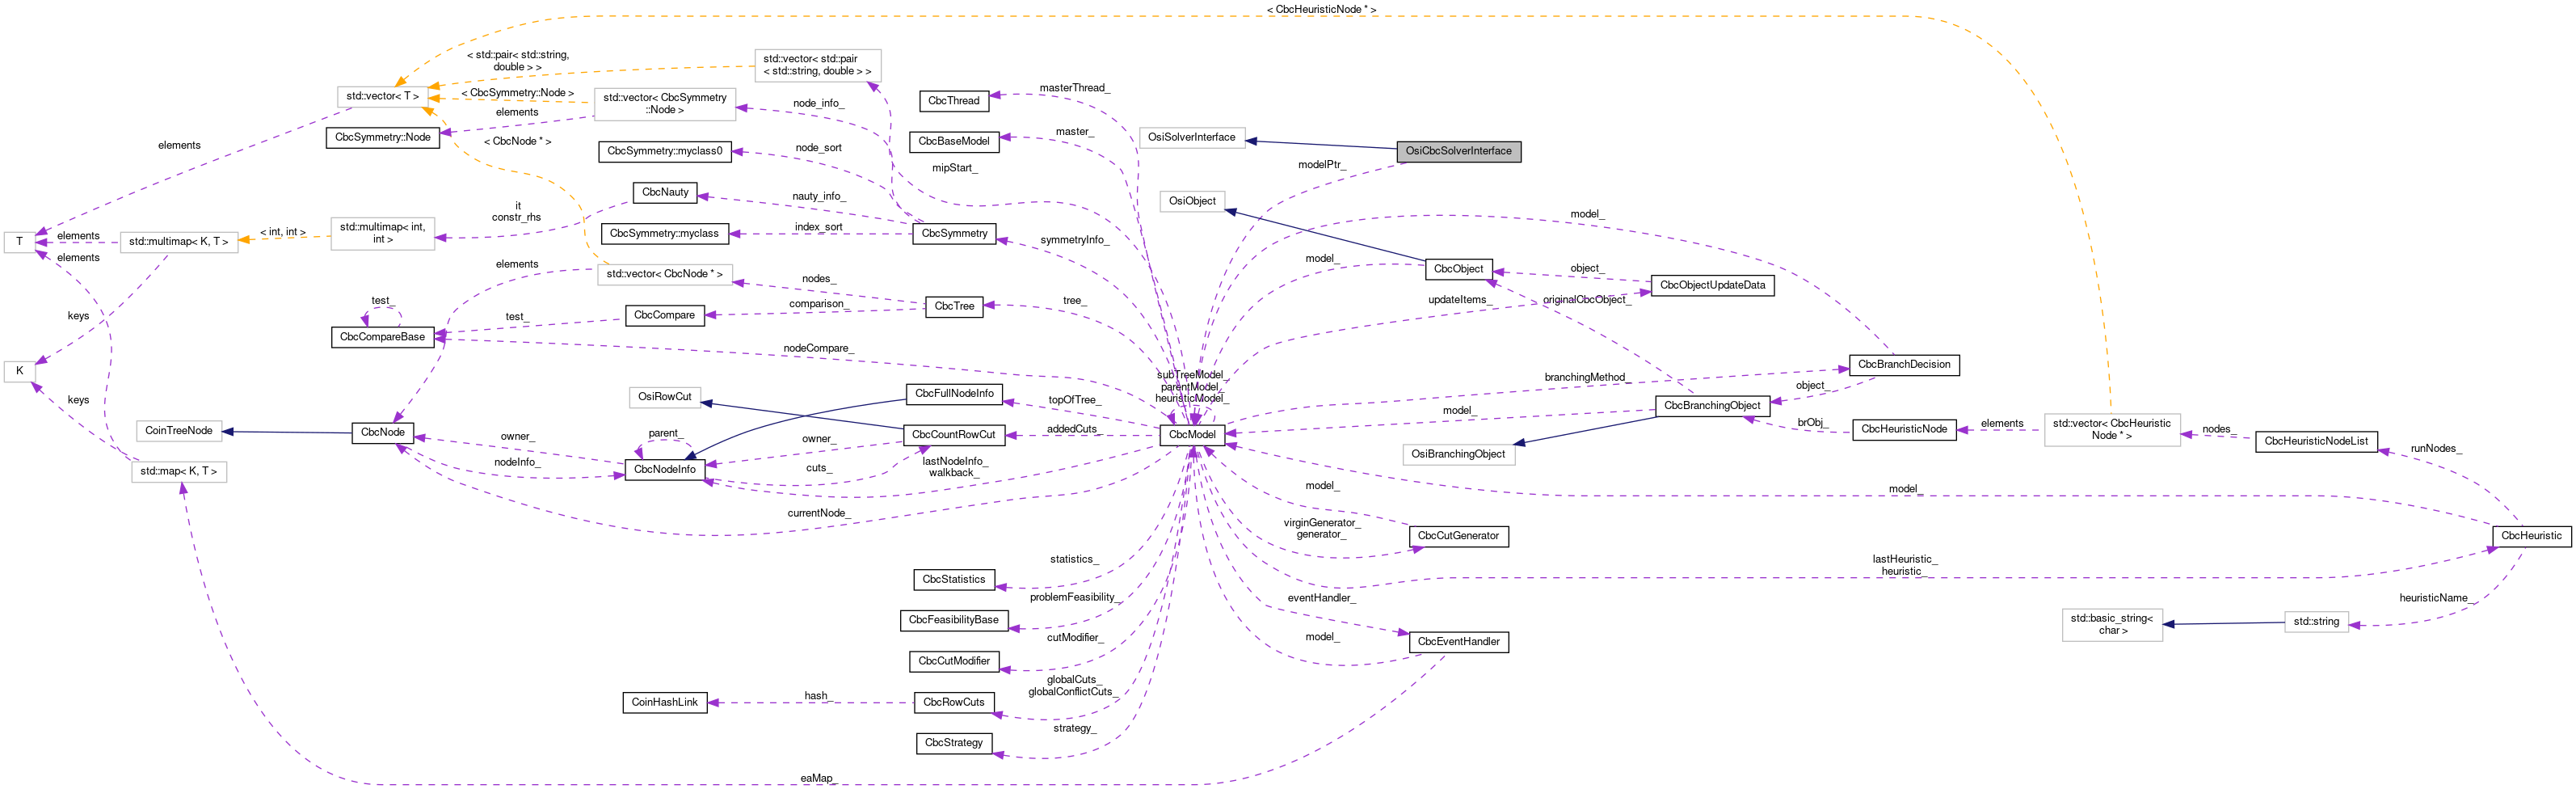 < CbcHeuristicNode * >
< std::pair< std::string,
double > >
std::vector< std::pair
< std::string, double > >
std::vector< T >
< CbcSymmetry::Node >
std::vector< CbcSymmetry
::Node >
node_info_
CbcThread
masterThread_
elements
CbcSymmetry::Node
CbcBaseModel
master_
OsiSolverInterface
OsiCbcSolverInterface
elements
< CbcNode * >
CbcSymmetry::myclass0
node_sort
mipStart_
modelPtr_
CbcNauty
nauty_info_
OsiObject
it
constr_rhs
model_
T
elements
std::multimap< K, T >
< int, int >
std::multimap< int,
int >
CbcSymmetry::myclass
index_sort
CbcSymmetry
symmetryInfo_
elements
elements
std::vector< CbcNode * >
nodes_
model_
CbcObject
object_
CbcObjectUpdateData
test_
comparison_
CbcTree
tree_
updateItems_
originalCbcObject_
keys
CbcCompareBase
test_
CbcCompare
nodeCompare_
K
subTreeModel_
parentModel_
heuristicModel_
branchingMethod_
CbcBranchDecision
object_
keys
OsiRowCut
CbcFullNodeInfo
topOfTree_
model_
CbcBranchingObject
brObj_
CbcHeuristicNode
elements
std::vector< CbcHeuristic
Node * >
nodes_
CbcHeuristicNodeList
CoinTreeNode
CbcNode
owner_
parent_
owner_
CbcCountRowCut
addedCuts_
CbcModel
OsiBranchingObject
runNodes_
std::map< K, T >
nodeInfo_
CbcNodeInfo
cuts_
lastNodeInfo_
walkback_
model_
model_
currentNode_
virginGenerator_
generator_
CbcCutGenerator
CbcHeuristic
statistics_
CbcStatistics
lastHeuristic_
heuristic_
problemFeasibility_
eventHandler_
heuristicName_
CbcFeasibilityBase
std::basic_string<
char >
std::string
cutModifier_
model_
CbcEventHandler
CbcCutModifier
globalCuts_
globalConflictCuts_
CoinHashLink
hash_
CbcRowCuts
strategy_
CbcStrategy
eaMap_